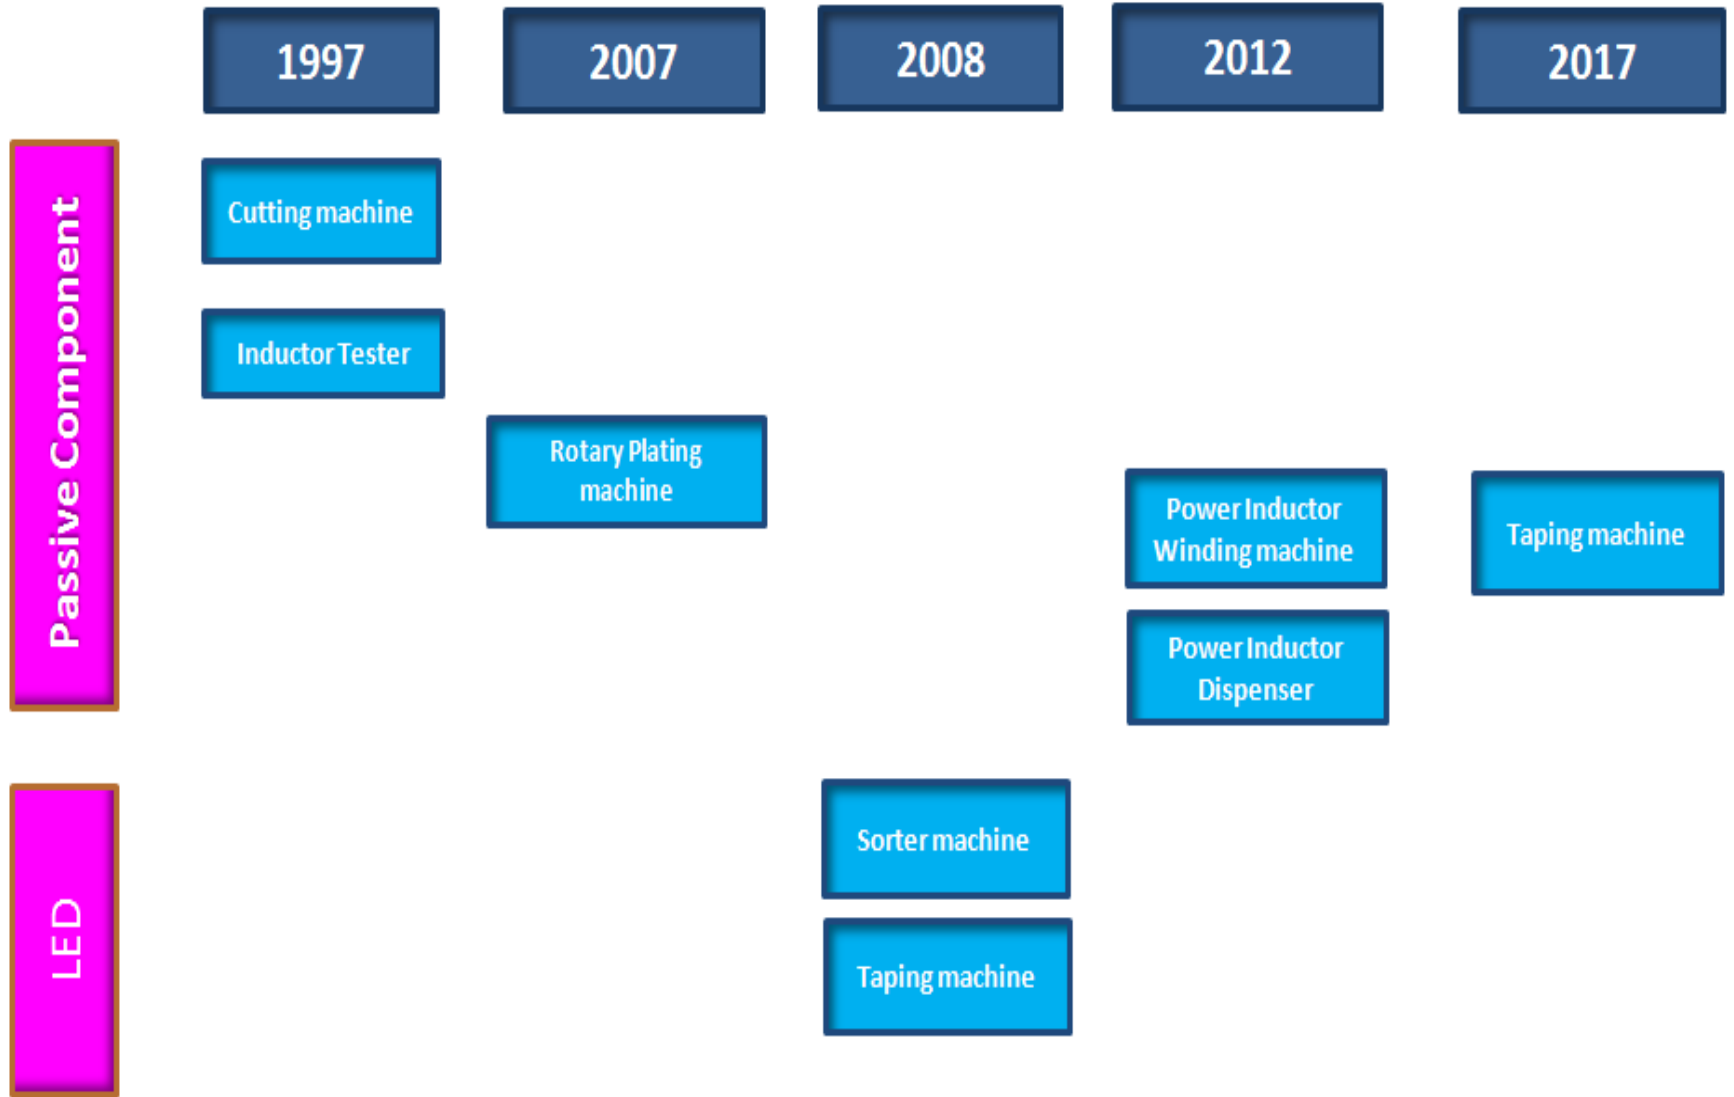 1997
2007
2008
2012
2017
Passive Component
Cutting machine
Inductor Tester
Rotary Plating
machine
Power Inductor
Winding machine
Taping machine
Power Inductor
Dispenser
LED
Sorter machine
Taping machine